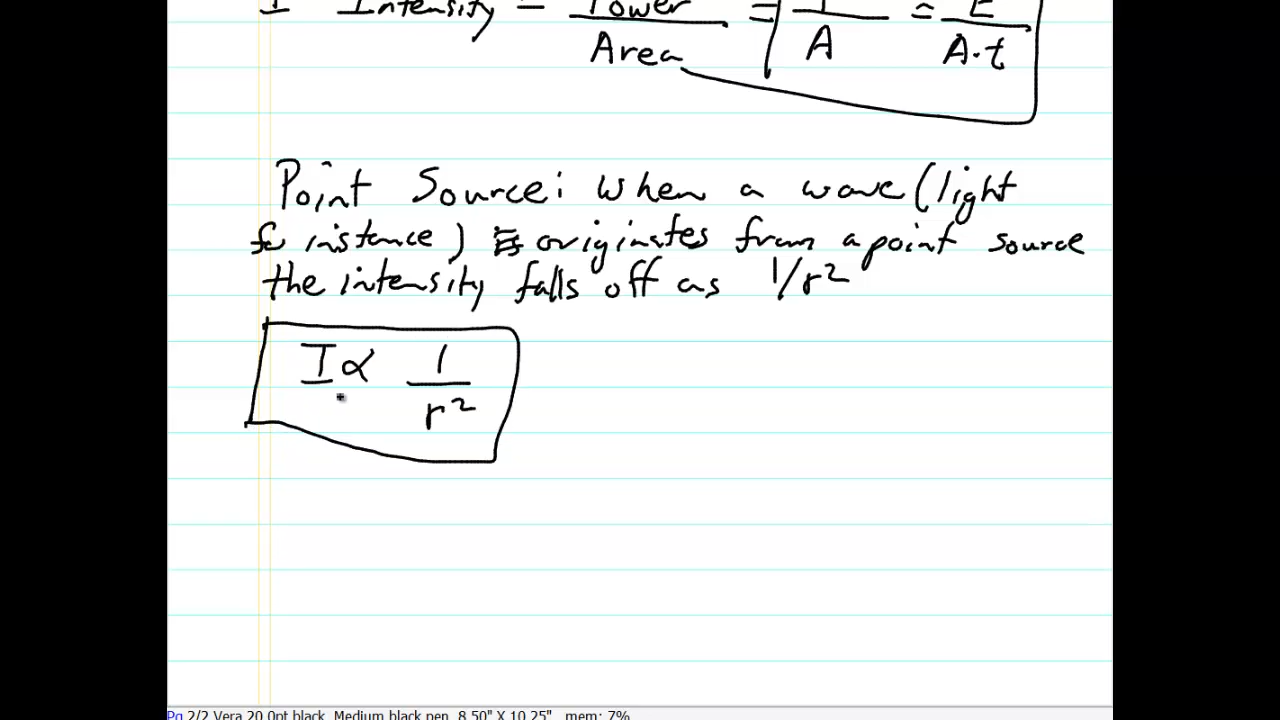 I Intensity = Power / Area = P / A = E / A·t
Point Source: When a wave (light
for instance) is originates from a point source
the intensity falls off as 1/r²
I ∝ 1/r²
Pg 2/2 Vera 20.0pt black Medium black pen 8.50" X 10.25" mem: 7%